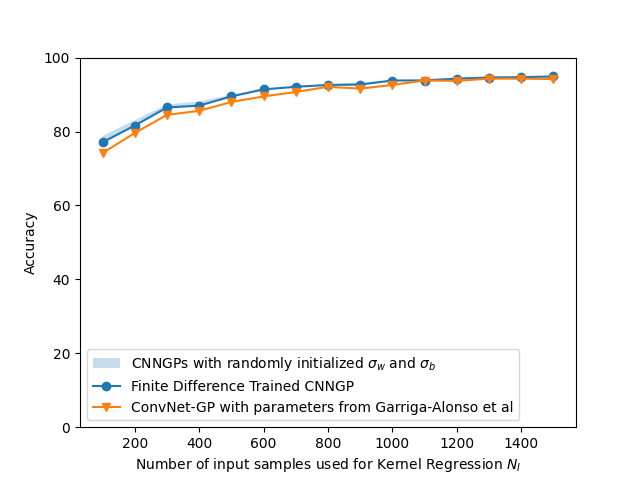 100
80
60
40
20
0
Accuracy
CNNGPs with randomly initialized σ_w and σ_b
Finite Difference Trained CNNGP
ConvNet-GP with parameters from Garriga-Alonso et al
200 400 600 800 1000 1200 1400
Number of input samples used for Kernel Regression N_I